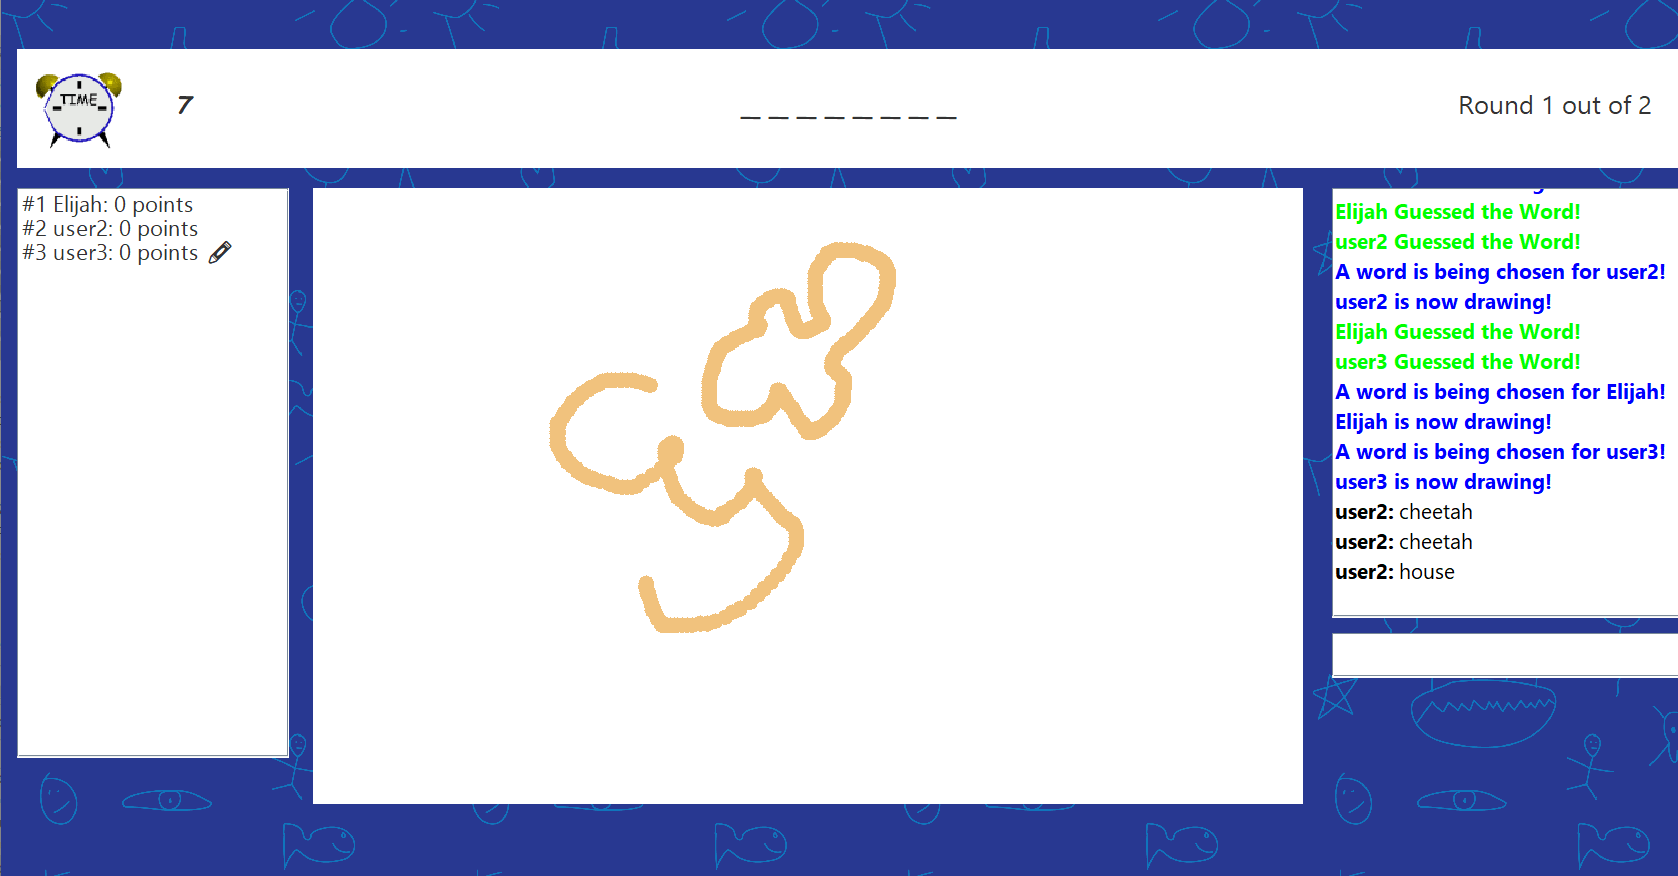 TIME
7
________
Round 1 out of 2
#1 Elijah: 0 points
#2 user2: 0 points
#3 user3: 0 points
Elijah Guessed the Word!
user2 Guessed the Word!
A word is being chosen for user2!
user2 is now drawing!
Elijah Guessed the Word!
user3 Guessed the Word!
A word is being chosen for Elijah!
Elijah is now drawing!
A word is being chosen for user3!
user3 is now drawing!
user2: cheetah
user2: cheetah
user2: house